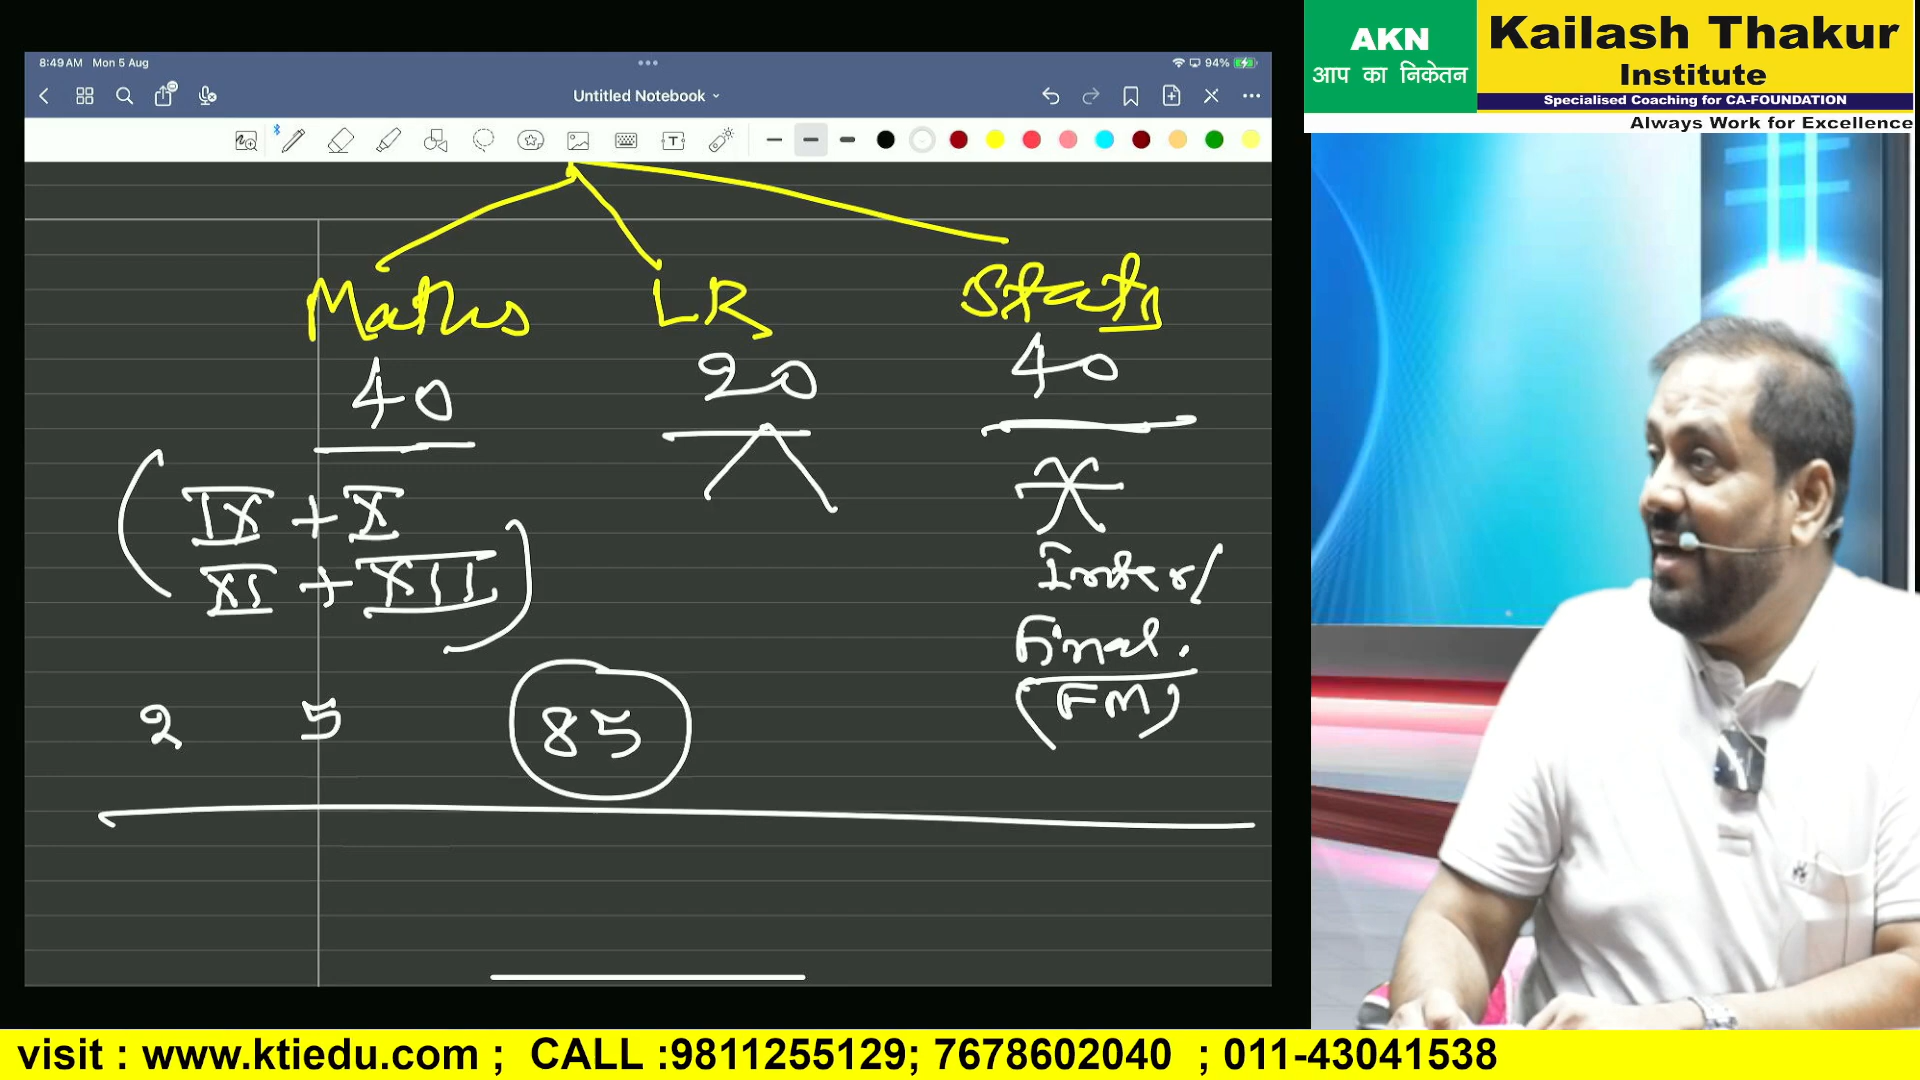 8:49 AM Mon 5 Aug
94%
Untitled Notebook
AKN
आप का निकेतन
Kailash Thakur
Institute
Specialised Coaching for CA-FOUNDATION
Always Work for Excellence
Maths LR Stats
40 20 40
IX + X
XI + XII
Inter/
Final.
(FM)
2 5 85
visit : www.ktiedu.com ; CALL :9811255129; 7678602040 ; 011-43041538